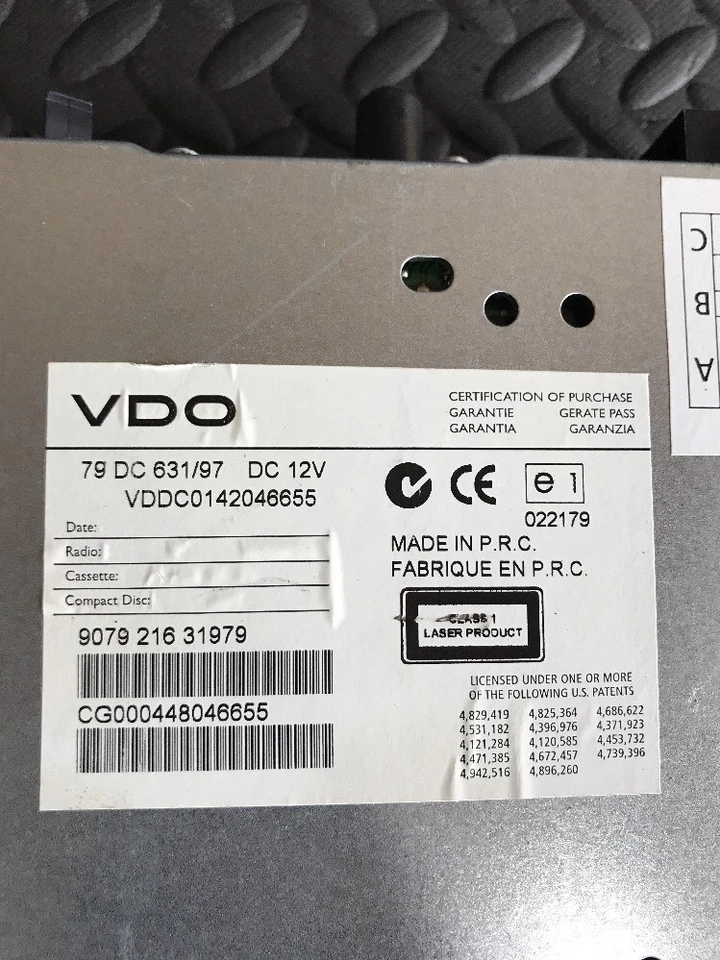 VDO
CERTIFICATION OF PURCHASE
GARANTIE GERATE PASS
GARANTIA GARANZIA
79 DC 631/97 DC 12V
VDDC0142046655
Date:
Radio:
Cassette:
Compact Disc:
9079 216 31979
CG000448046655
CE
e 1
022179
MADE IN P.R.C.
FABRIQUE EN P.R.C.
CLASS 1
LASER PRODUCT
LICENSED UNDER ONE OR MORE
OF THE FOLLOWING U.S. PATENTS
4,829,419 4,825,364 4,686,622
4,531,182 4,396,976 4,371,923
4,121,284 4,120,585 4,453,732
4,471,385 4,672,457 4,739,396
4,942,516 4,896,260
C
B
A